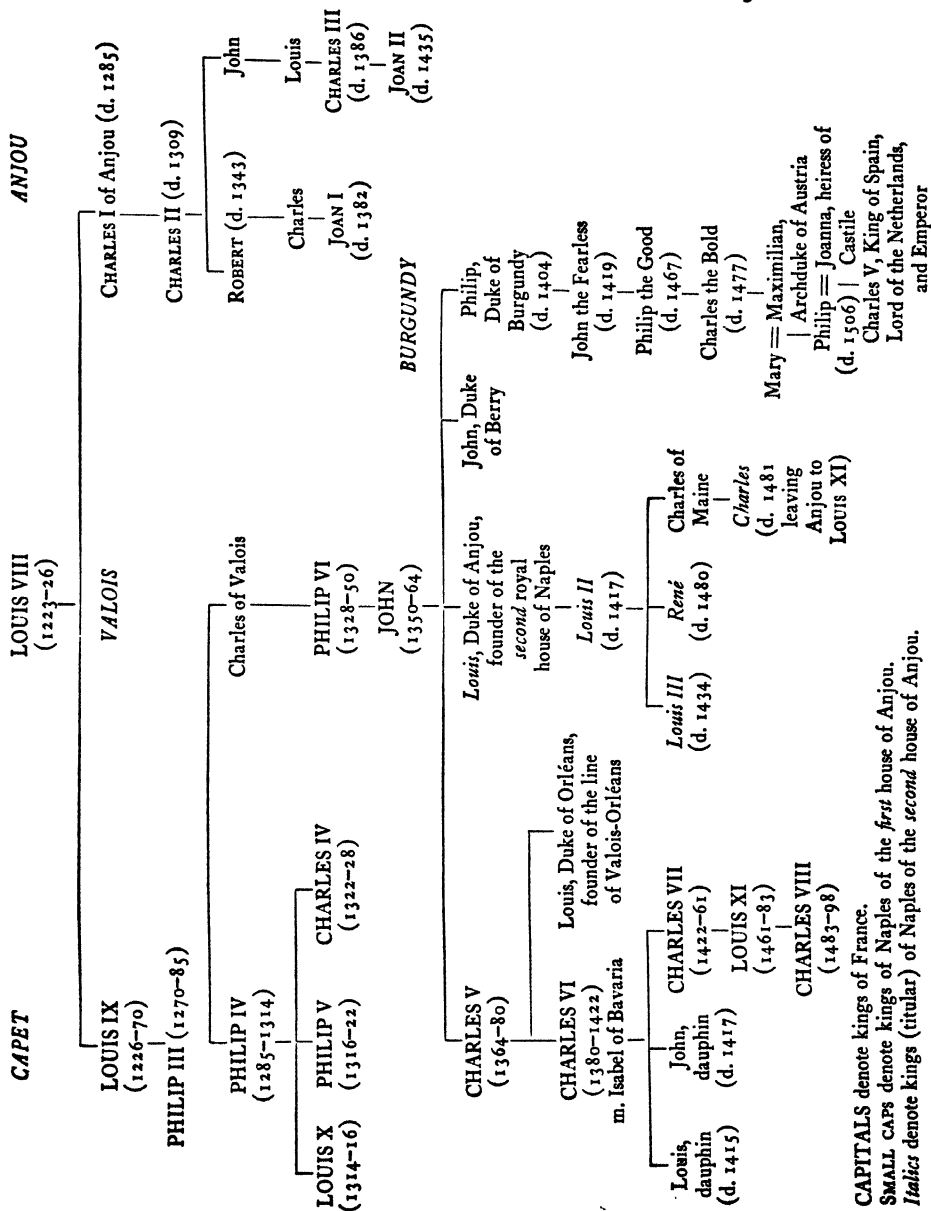 CAPET
ANJOU
LOUIS VIII
(1223–26)
VALOIS
LOUIS IX
(1226–70)
CHARLES I of Anjou (d. 1285)
PHILIP III (1270–85)
CHARLES II (d. 1309)
PHILIP IV
(1285–1314)
Charles of Valois
ROBERT (d. 1343)
John
LOUIS X
(1314–16)
PHILIP V
(1316–22)
CHARLES IV
(1322–28)
PHILIP VI
(1328–50)
Charles
Louis
JOHN
(1350–64)
JOAN I
(d. 1382)
CHARLES III
(d. 1386)
JOAN II
(d. 1435)
BURGUNDY
CHARLES V
(1364–80)
Louis, Duke of Anjou,
founder of the
second royal
house of Naples
John, Duke
of Berry
Philip,
Duke of
Burgundy
(d. 1404)
CHARLES VI
(1380–1422)
m. Isabel of Bavaria
Louis, Duke of Orléans,
founder of the line
of Valois-Orléans
Louis II
(d. 1417)
John the Fearless
(d. 1419)
Philip the Good
(d. 1467)
Charles the Bold
(d. 1477)
Louis,
dauphin
(d. 1415)
John,
dauphin
(d. 1417)
CHARLES VII
(1422–61)
LOUIS XI
(1461–83)
CHARLES VIII
(1483–98)
Louis III
(d. 1434)
René
(d. 1480)
Charles of
Maine
Charles
(d. 1481
leaving
Anjou to
LOUIS XI)
Mary = Maximilian,
Archduke of Austria
Philip = Joanna, heiress of
(d. 1506) Castile
Charles V, King of Spain,
Lord of the Netherlands,
and Emperor
CAPITALS denote kings of France.
SMALL CAPS denote kings of Naples of the first house of Anjou.
Italics denote kings (titular) of Naples of the second house of Anjou.